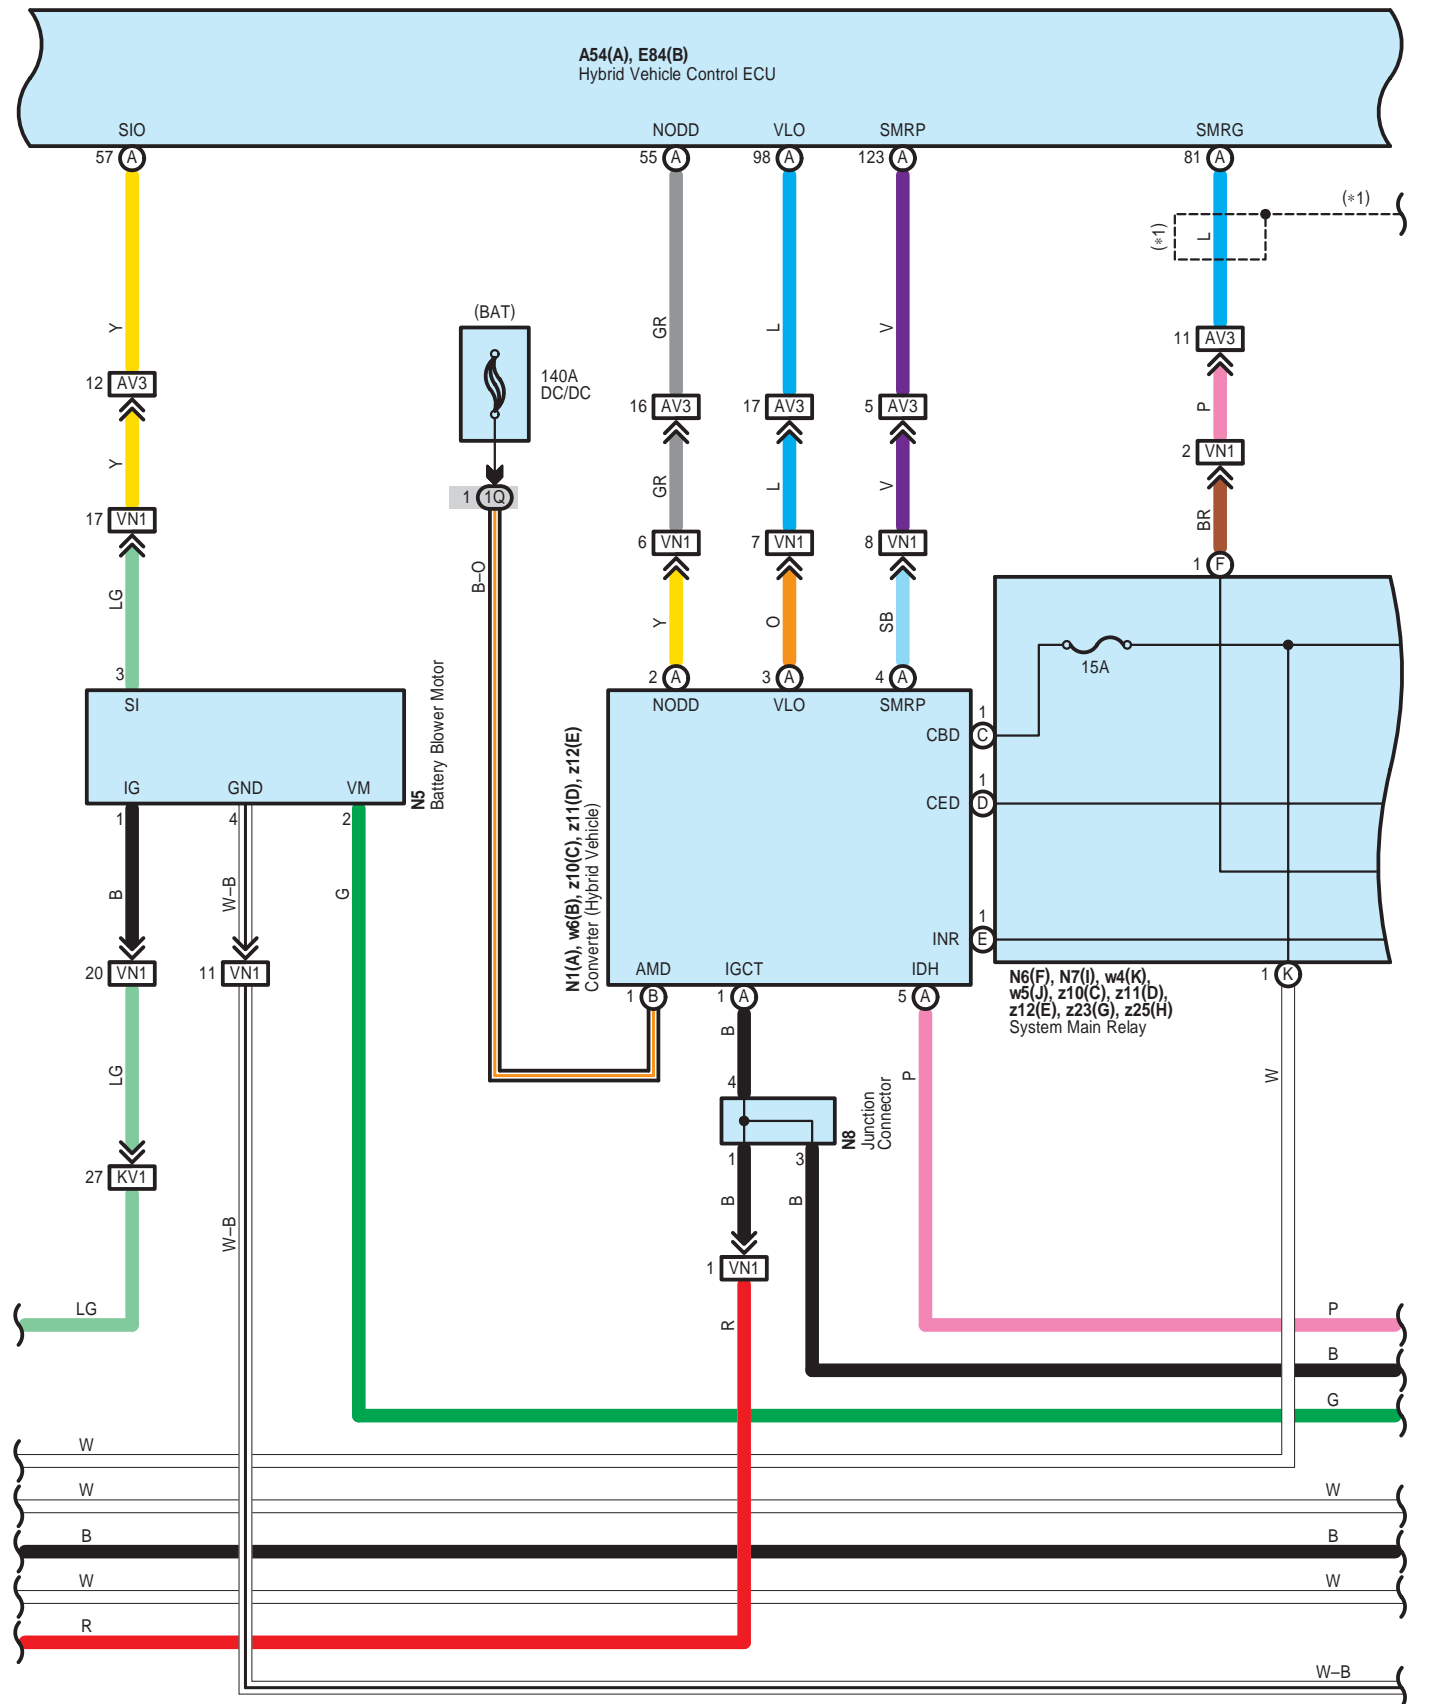 A54(A), E84(B)
Hybrid Vehicle Control ECU
SIO NODD VLO SMRP SMRG
57 A 55 A 98 A 123 A 81 A
(*1)
(*1)
L
(BAT)
Y GR L V
11 AV3
140A
DC/DC
12 AV3
16 AV3 17 AV3 5 AV3
P
2 VN1
Y GR L V
1 1Q
17 VN1
BR
6 VN1 7 VN1 8 VN1
1 F
B–O
LG Y O SB
15A
3 2 A 3 A 4 A
SI NODD VLO SMRP
1
CBD C
IG GND VM
N5
Battery Blower Motor
1
CED D
1 4 2
N1(A), w6(B), z10(C), z11(D), z12(E)
Converter (Hybrid Vehicle)
B W–B G
1
INR E
20 VN1 11 VN1
AMD IGCT IDH
1 B 1 A 5 A
1 K
N6(F), N7(I), w4(K),
w5(J), z10(C), z11(D),
z12(E), z23(G), z25(H)
System Main Relay
B
LG P W
4
N8
Junction
Connector
1 3
27 KV1
B B
W–B
1 VN1
LG R P
B
G
W
W W
B B
W W
R
W–B